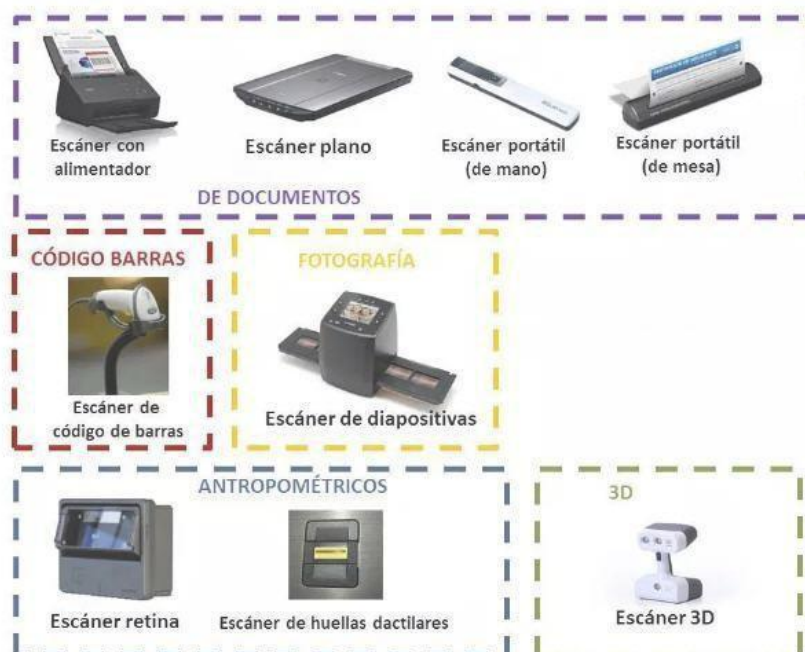 Escáner con
alimentador
Escáner plano
Escáner portátil
(de mano)
Escáner portátil
(de mesa)
DE DOCUMENTOS
CÓDIGO BARRAS
Escáner de
código de barras
FOTOGRAFÍA
Escáner de diapositivas
ANTROPOMÉTRICOS
Escáner retina
Escáner de huellas dactilares
3D
Escáner 3D